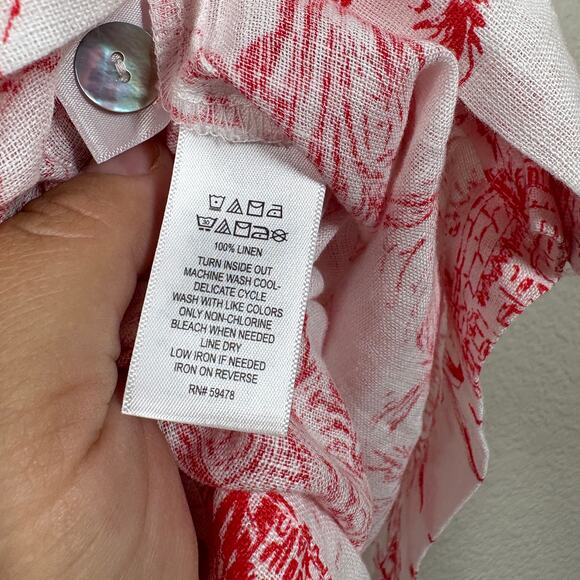 30
100% LINEN
TURN INSIDE OUT
MACHINE WASH COOL-
DELICATE CYCLE
WASH WITH LIKE COLORS
ONLY NON-CHLORINE
BLEACH WHEN NEEDED
LINE DRY
LOW IRON IF NEEDED
IRON ON REVERSE
RN# 59478